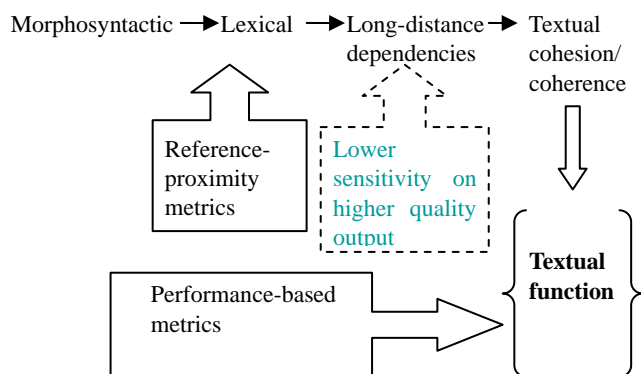 Morphosyntactic Lexical Long-distance Textual
dependencies cohesion/
coherence
Reference-
proximity
metrics
Lower
sensitivity on
higher quality
output
Textual
function
Performance-based
metrics